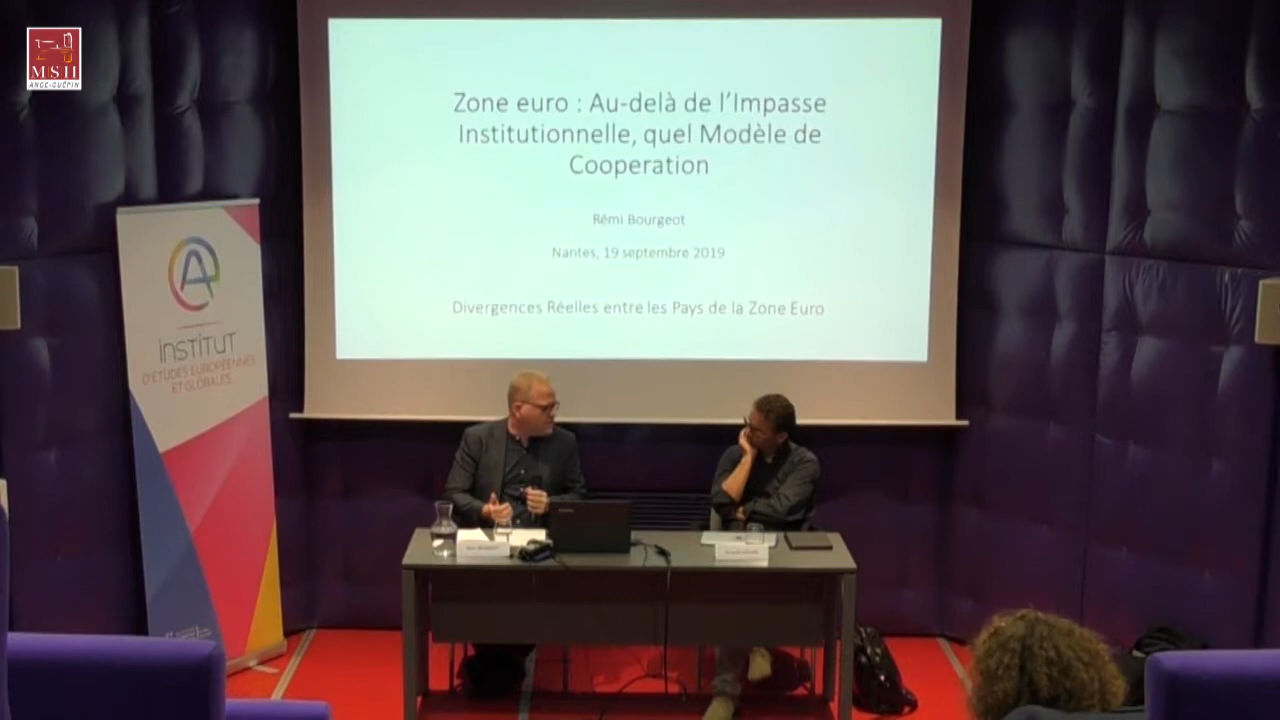 MSH
ANGE-GUÉPIN
Zone euro : Au-delà de l'Impasse
Institutionnelle, quel Modèle de
Cooperation
Rémi Bourgeot
Nantes, 19 septembre 2019
Divergences Réelles entre les Pays de la Zone Euro
A
iNSTITUT
D'ÉTUDES EUROPÉENNES
ET GLOBALES